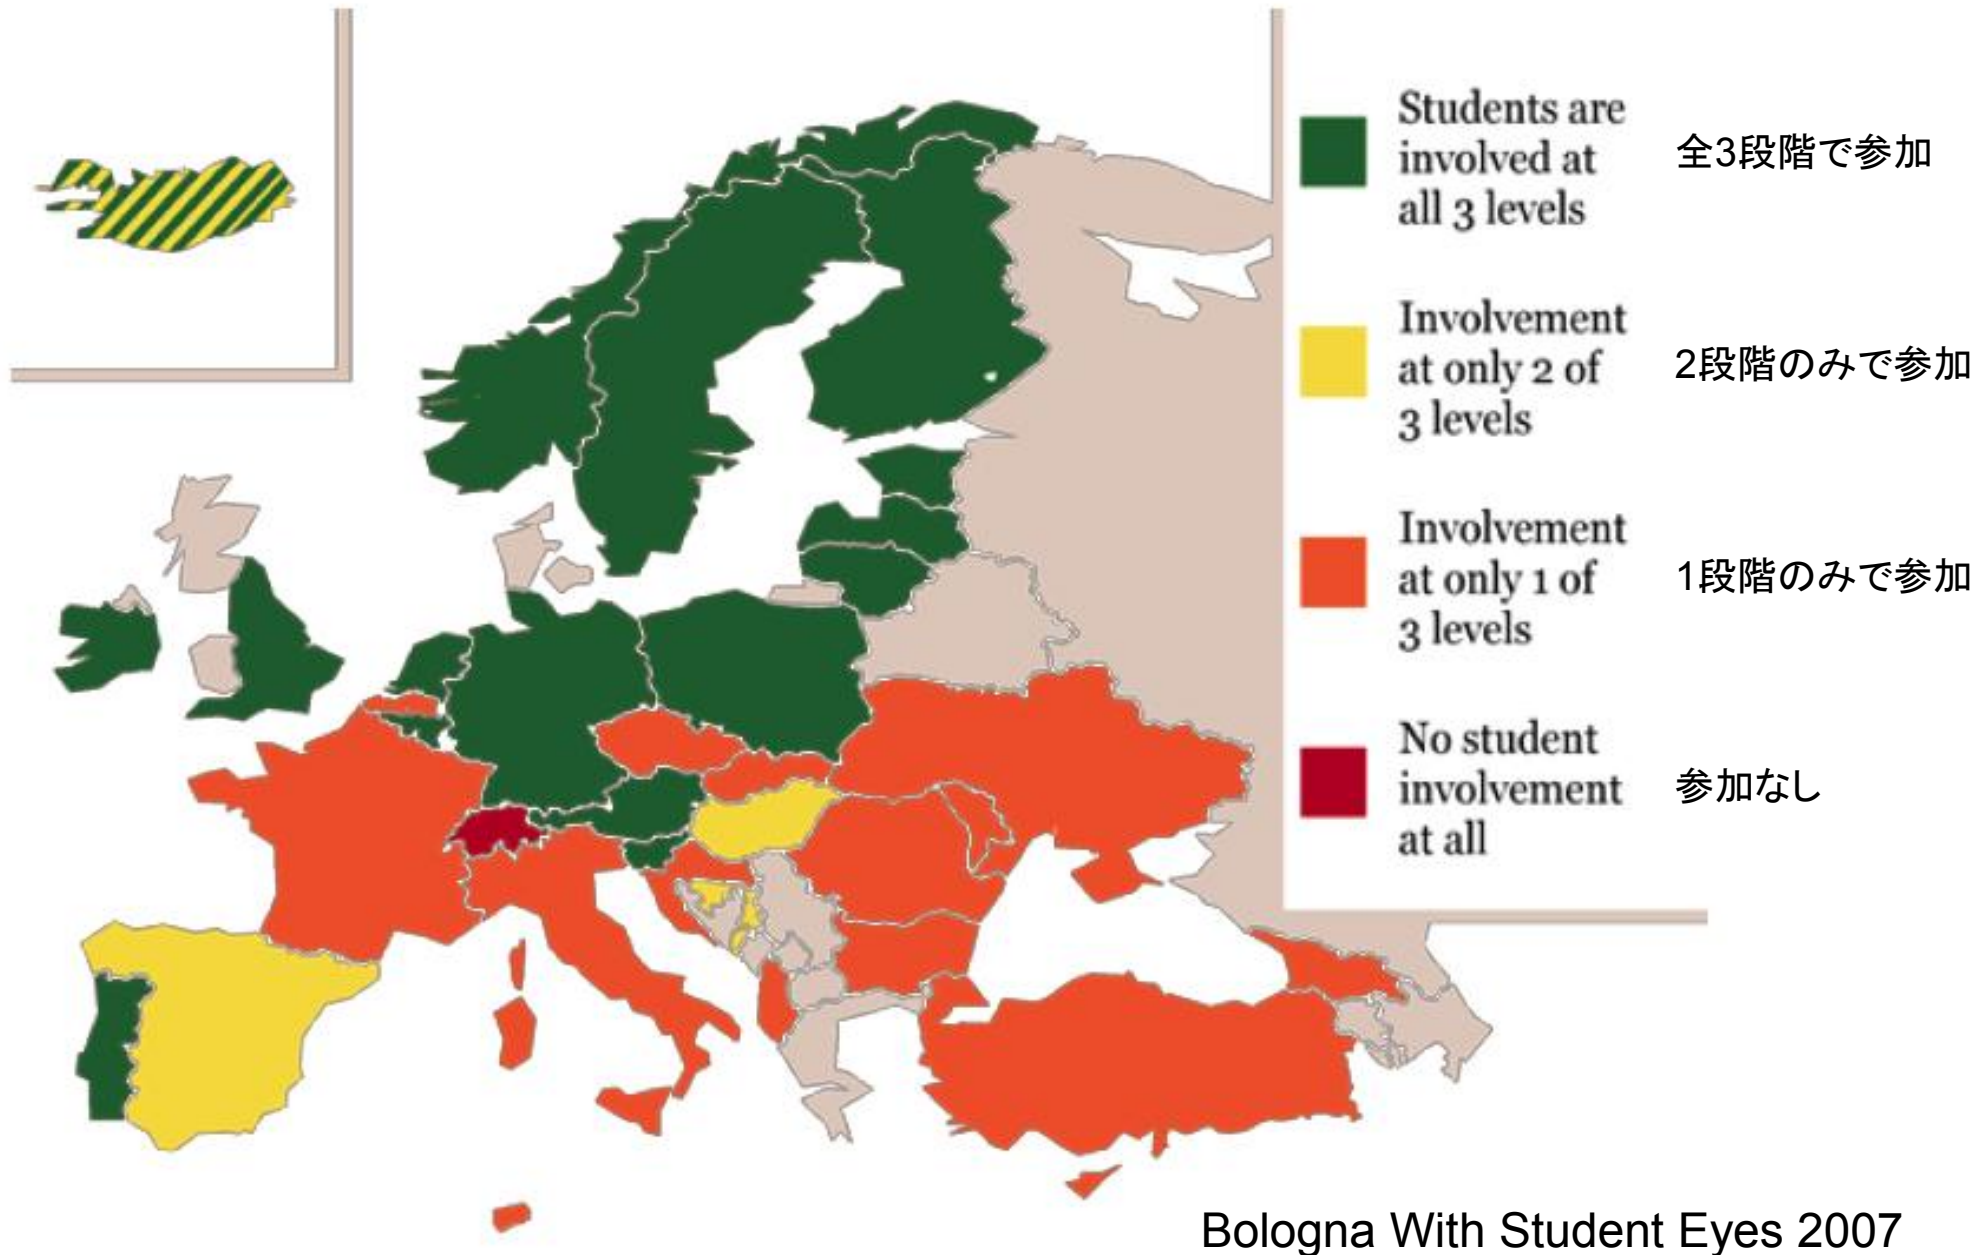 Students are
involved at
all 3 levels
全3段階で参加
Involvement
at only 2 of
3 levels
2段階のみで参加
Involvement
at only 1 of
3 levels
1段階のみで参加
No student
involvement
at all
参加なし
Bologna With Student Eyes 2007